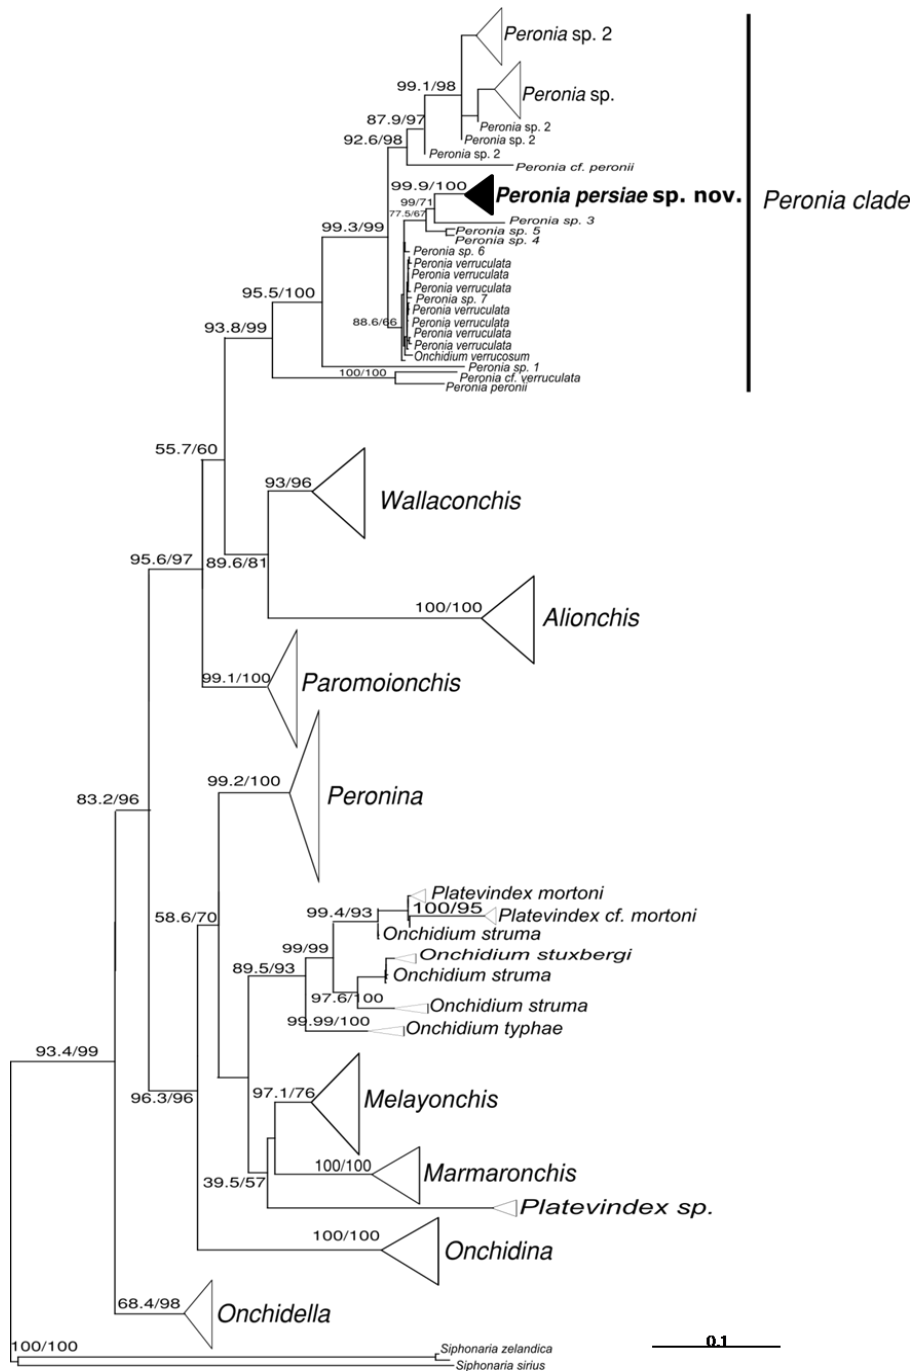 Peronia sp. 2
99.1/98
Peronia sp.
87.9/97
Peronia sp. 2
92.6/98
Peronia sp. 2
Peronia sp. 2
Peronia cf. peronii
99.9/100
Peronia persiae sp. nov.
Peronia clade
99/71
77.5/67
Peronia sp. 3
99.3/99
Peronia sp. 5
Peronia sp. 4
Peronia sp. 6
Peronia verruculata
Peronia verruculata
Peronia verruculata
95.5/100
Peronia sp. 7
Peronia verruculata
88.6/66
Peronia verruculata
93.8/99
Peronia verruculata
Peronia verruculata
Onchidium verrucosum
Peronia sp. 1
100/100
Peronia cf. verruculata
Peronia peronii
55.7/60
93/96
Wallaconchis
95.6/97
89.6/81
100/100
Alionchis
99.1/100
Paromoionchis
99.2/100
Peronina
83.2/96
Platevindex mortoni
100/95
99.4/93
Platevindex cf. mortoni
58.6/70
Onchidium struma
99/99
Onchidium stuxbergi
89.5/93
Onchidium struma
97.6/100
Onchidium struma
99.99/100
Onchidium typhae
93.4/99
96.3/96
97.1/76
Melayonchis
100/100
Marmaronchis
39.5/57
Platevindex sp.
100/100
Onchidina
68.4/98
Onchidella
100/100
0.1
Siphonaria zelandica
Siphonaria sirius